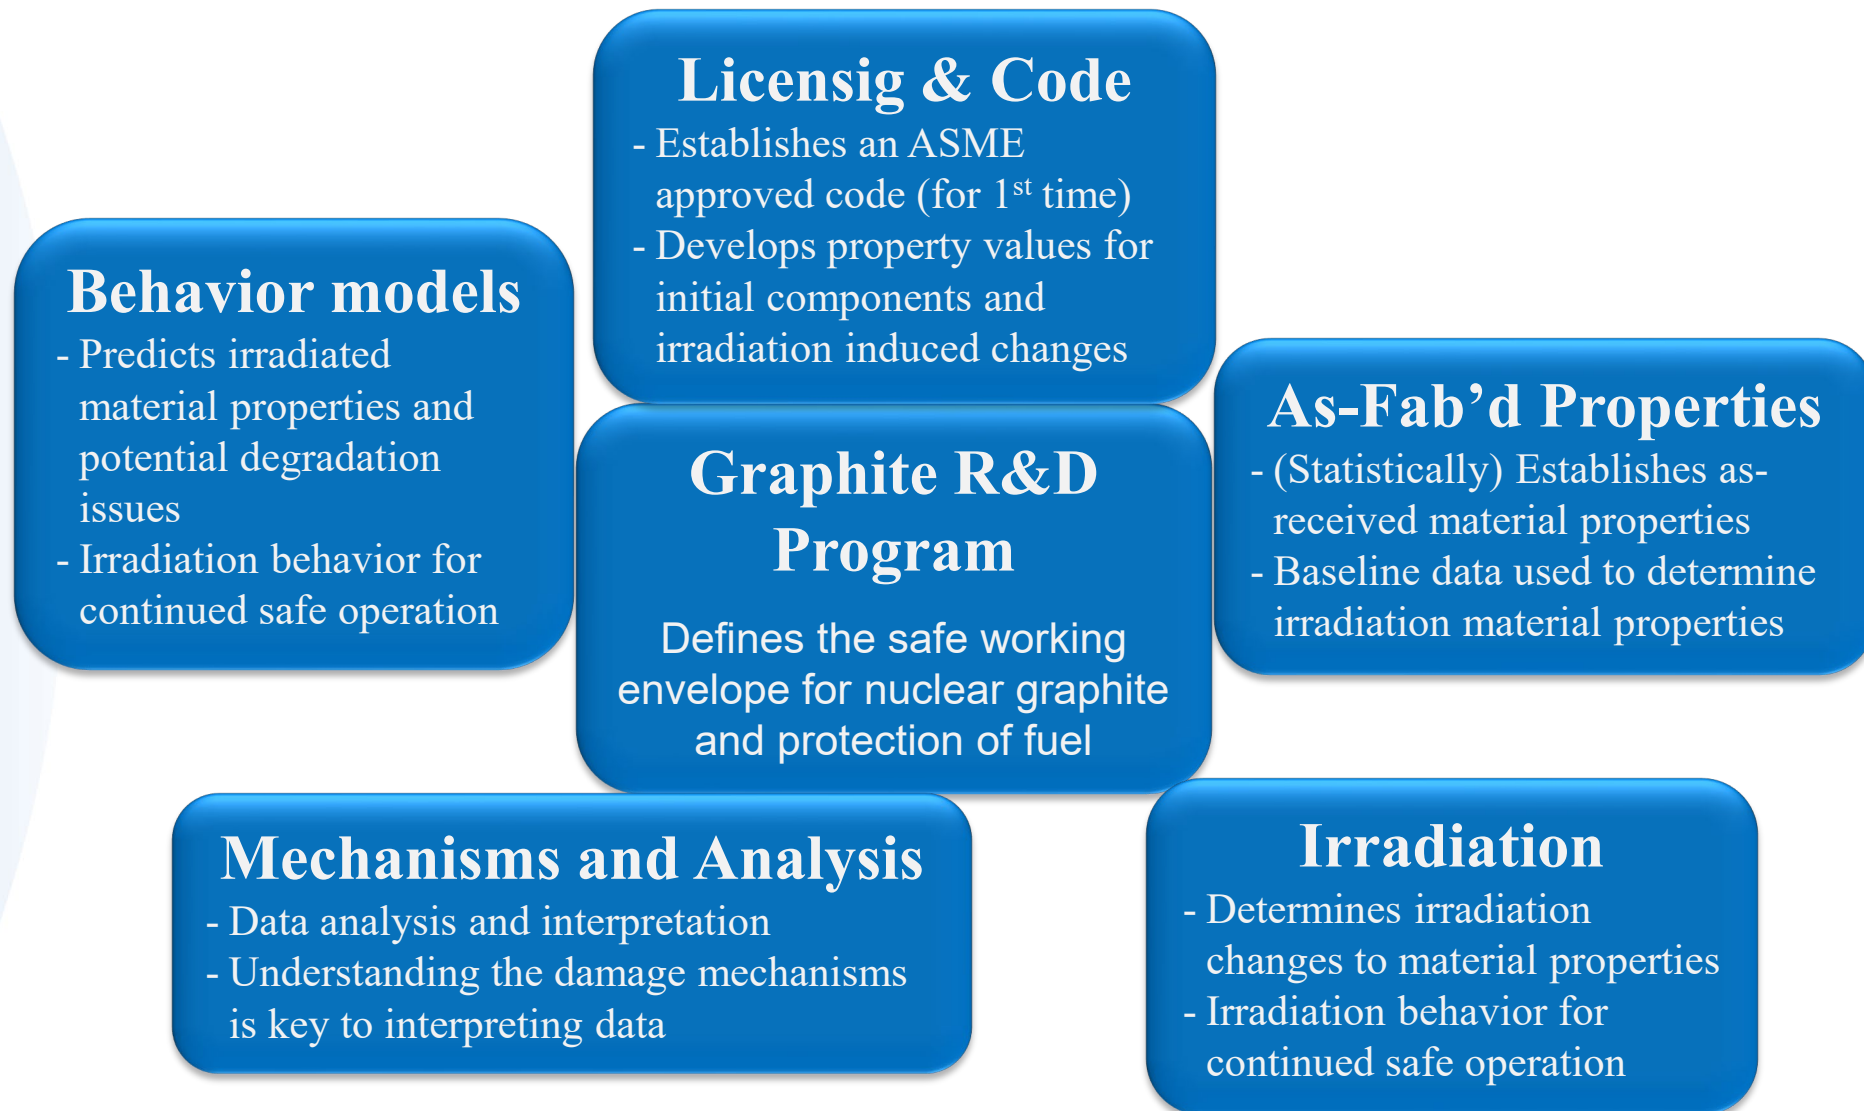 Licensig & Code
- Establishes an ASME
approved code (for 1st time)
- Develops property values for
initial components and
irradiation induced changes
Behavior models
- Predicts irradiated
material properties and
potential degradation
issues
- Irradiation behavior for
continued safe operation
Graphite R&D
Program
Defines the safe working
envelope for nuclear graphite
and protection of fuel
As-Fab’d Properties
- (Statistically) Establishes as-
received material properties
- Baseline data used to determine
irradiation material properties
Mechanisms and Analysis
- Data analysis and interpretation
- Understanding the damage mechanisms
is key to interpreting data
Irradiation
- Determines irradiation
changes to material properties
- Irradiation behavior for
continued safe operation